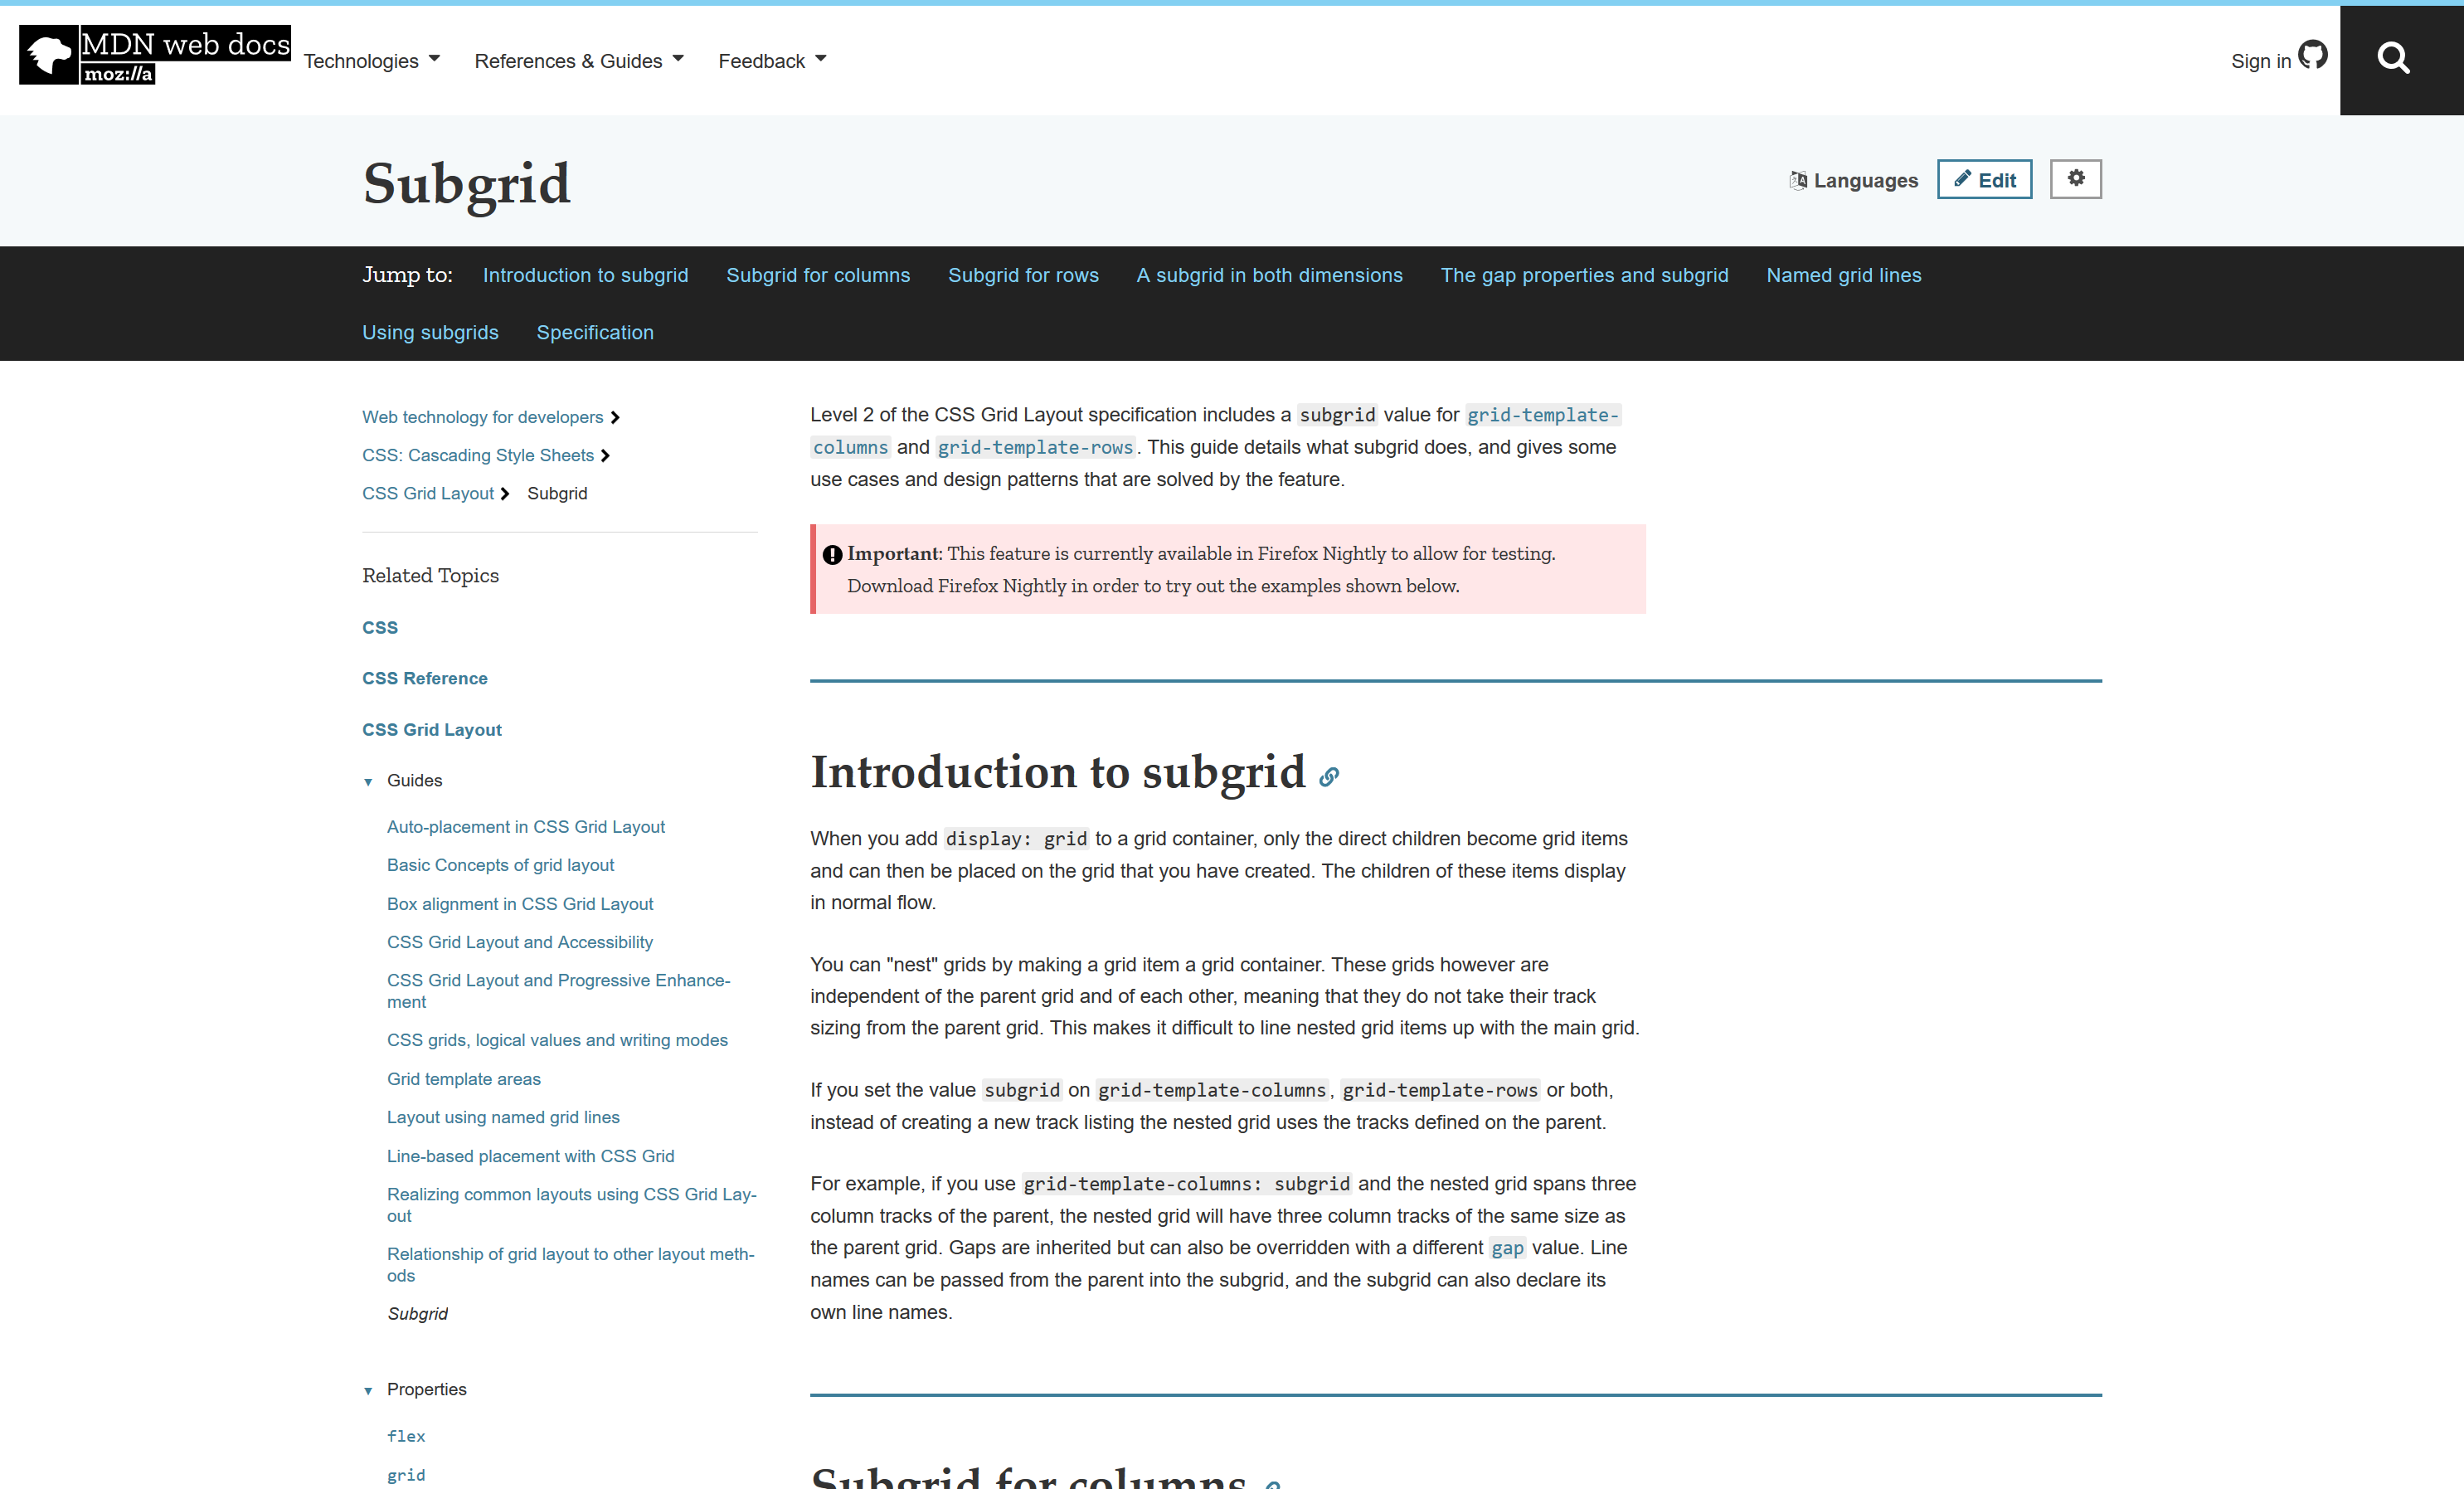 MDN web docs
moz://a
Technologies
References & Guides
Feedback
Sign in
Subgrid
Languages
Edit
Jump to:
Introduction to subgrid
Subgrid for columns
Subgrid for rows
A subgrid in both dimensions
The gap properties and subgrid
Named grid lines
Using subgrids
Specification
Web technology for developers
CSS: Cascading Style Sheets
CSS Grid Layout
Subgrid
Related Topics
CSS
CSS Reference
CSS Grid Layout
Guides
Auto-placement in CSS Grid Layout
Basic Concepts of grid layout
Box alignment in CSS Grid Layout
CSS Grid Layout and Accessibility
CSS Grid Layout and Progressive Enhance-
ment
CSS grids, logical values and writing modes
Grid template areas
Layout using named grid lines
Line-based placement with CSS Grid
Realizing common layouts using CSS Grid Lay-
out
Relationship of grid layout to other layout meth-
ods
Subgrid
Properties
flex
grid
Level 2 of the CSS Grid Layout specification includes a subgrid value for grid-template-
columns and grid-template-rows. This guide details what subgrid does, and gives some
use cases and design patterns that are solved by the feature.
Important: This feature is currently available in Firefox Nightly to allow for testing.
Download Firefox Nightly in order to try out the examples shown below.
Introduction to subgrid
When you add display: grid to a grid container, only the direct children become grid items
and can then be placed on the grid that you have created. The children of these items display
in normal flow.
You can "nest" grids by making a grid item a grid container. These grids however are
independent of the parent grid and of each other, meaning that they do not take their track
sizing from the parent grid. This makes it difficult to line nested grid items up with the main grid.
If you set the value subgrid on grid-template-columns, grid-template-rows or both,
instead of creating a new track listing the nested grid uses the tracks defined on the parent.
For example, if you use grid-template-columns: subgrid and the nested grid spans three
column tracks of the parent, the nested grid will have three column tracks of the same size as
the parent grid. Gaps are inherited but can also be overridden with a different gap value. Line
names can be passed from the parent into the subgrid, and the subgrid can also declare its
own line names.
Subgrid for columns